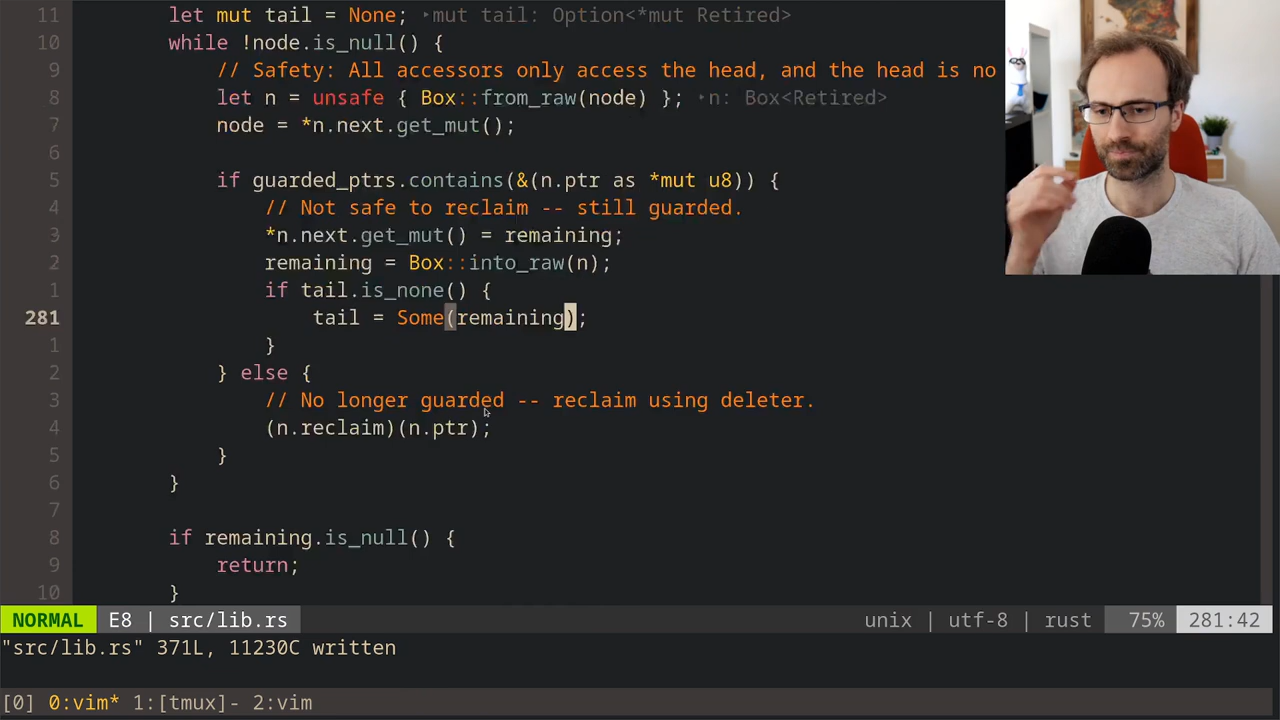 11 let mut tail = None; ‣mut tail: Option<*mut Retired>
10 while !node.is_null() {
9 // Safety: All accessors only access the head, and the head is no
8 let n = unsafe { Box::from_raw(node) }; ‣n: Box<Retired>
7 node = *n.next.get_mut();
6
5 if guarded_ptrs.contains(&(n.ptr as *mut u8)) {
4 // Not safe to reclaim -- still guarded.
3 *n.next.get_mut() = remaining;
2 remaining = Box::into_raw(n);
1 if tail.is_none() {
281 tail = Some(remaining);
1 }
2 } else {
3 // No longer guarded -- reclaim using deleter.
4 (n.reclaim)(n.ptr);
5 }
6 }
7
8 if remaining.is_null() {
9 return;
10 }
NORMAL E8 | src/lib.rs unix | utf-8 | rust 75% 281:42
"src/lib.rs" 371L, 11230C written
[0] 0:vim* 1:[tmux]- 2:vim